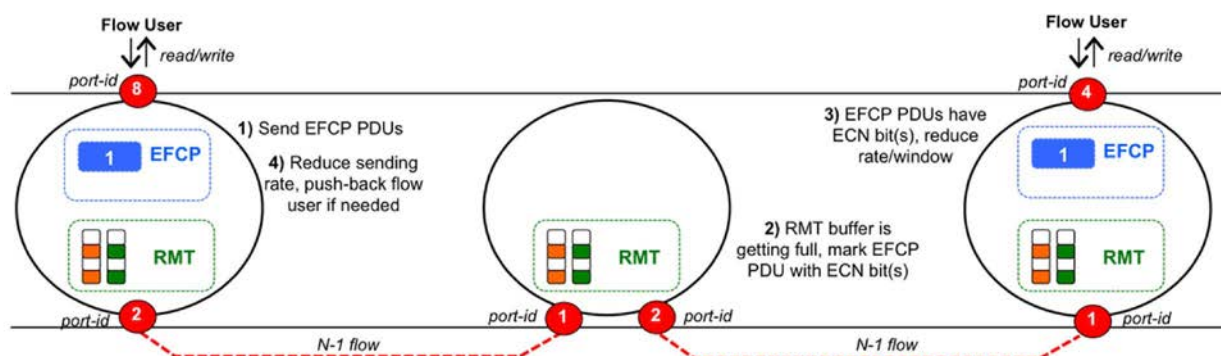 Flow User
read/write
port-id
8
1) Send EFCP PDUs
4) Reduce sending
rate, push-back flow
user if needed
1
EFCP
RMT
port-id
2
N-1 flow
RMT
port-id
1
2
port-id
2) RMT buffer is
getting full, mark EFCP
PDU with ECN bit(s)
N-1 flow
Flow User
read/write
port-id
4
3) EFCP PDUs have
ECN bit(s), reduce
rate/window
1
EFCP
RMT
1
port-id